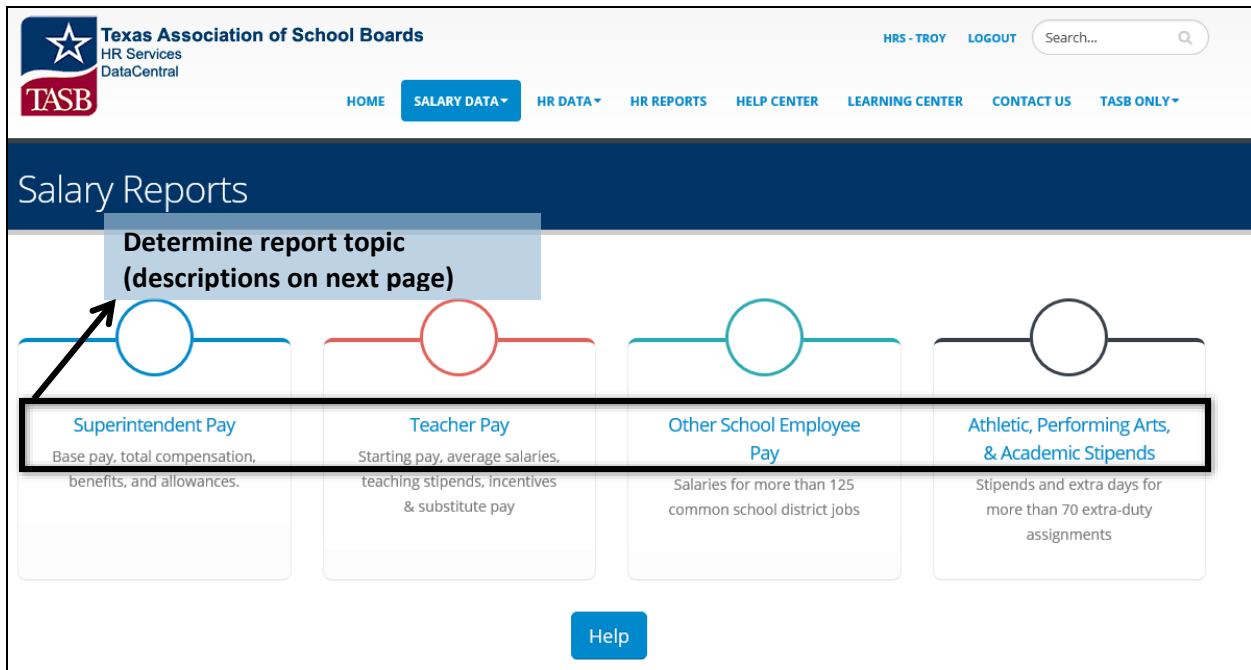 Texas Association of School Boards
HR Services
DataCentral
TASB
HRS - TROY LOGOUT Search...
HOME SALARY DATA HR DATA HR REPORTS HELP CENTER LEARNING CENTER CONTACT US TASB ONLY
Salary Reports
Determine report topic
(descriptions on next page)
Superintendent Pay
Base pay, total compensation,
benefits, and allowances.
Teacher Pay
Starting pay, average salaries,
teaching stipends, incentives
& substitute pay
Other School Employee
Pay
Salaries for more than 125
common school district jobs
Athletic, Performing Arts,
& Academic Stipends
Stipends and extra days for
more than 70 extra-duty
assignments
Help